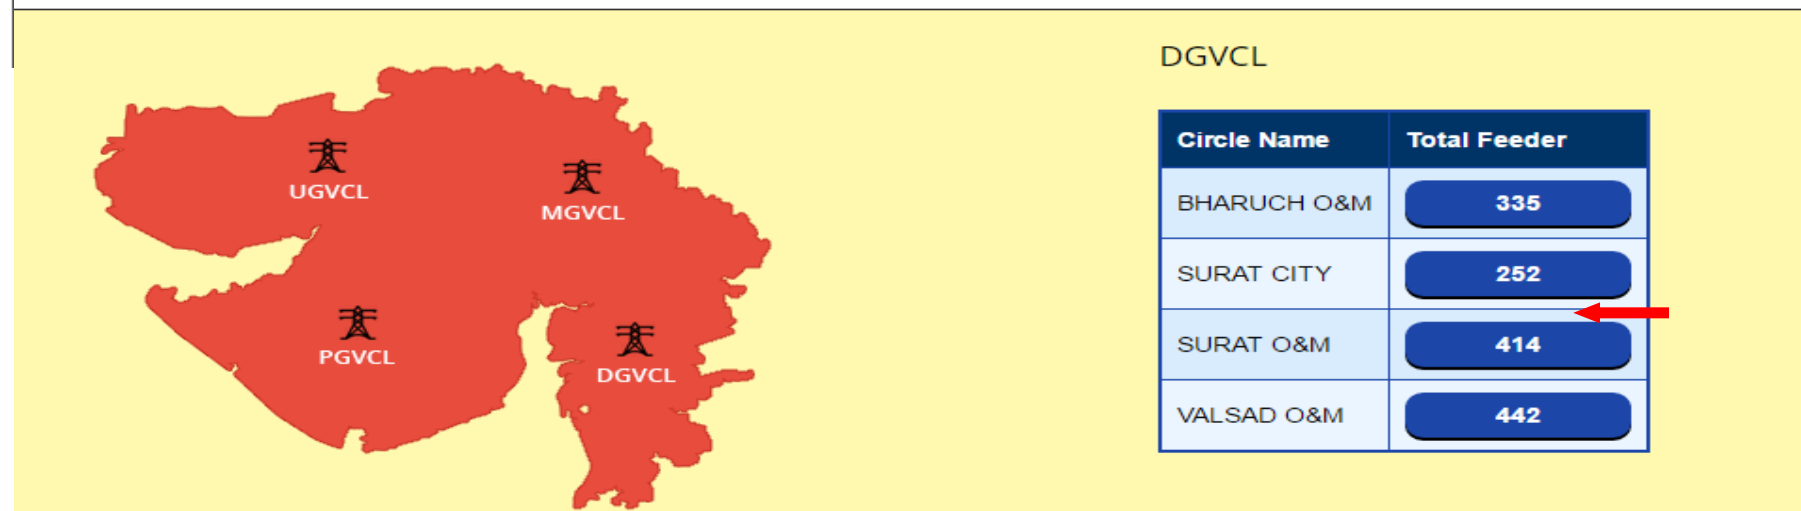 UGVCL
MGVCL
PGVCL
DGVCL
DGVCL
Circle Name Total Feeder
BHARUCH O&M 335
SURAT CITY 252
SURAT O&M 414
VALSAD O&M 442